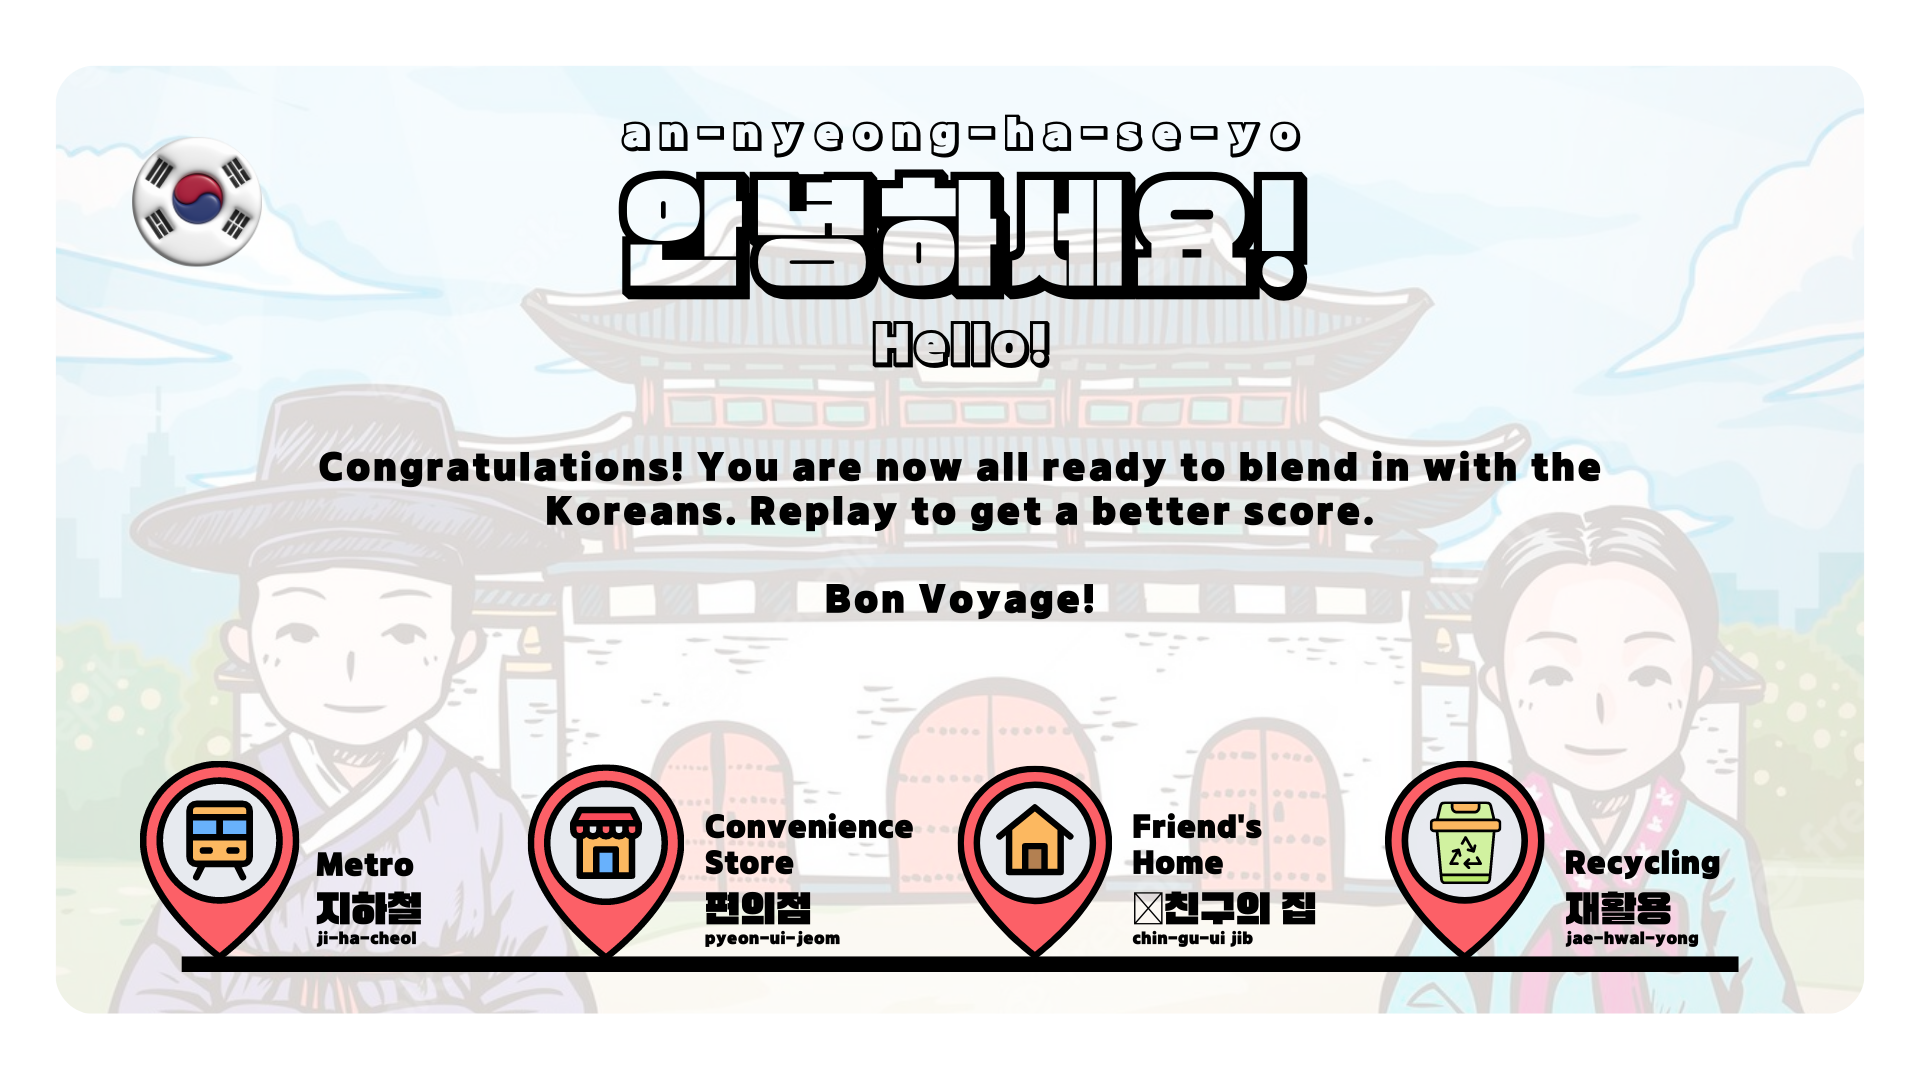 an-nyeong-ha-se-yo
안녕하세요!
Hello!
Congratulations! You are now all ready to blend in with the
Koreans. Replay to get a better score.
Bon Voyage!
Metro
지하철
ji-ha-cheol
Convenience
Store
편의점
pyeon-ui-jeom
Friend's
Home
친구의 집
chin-gu-ui jib
Recycling
재활용
jae-hwal-yong